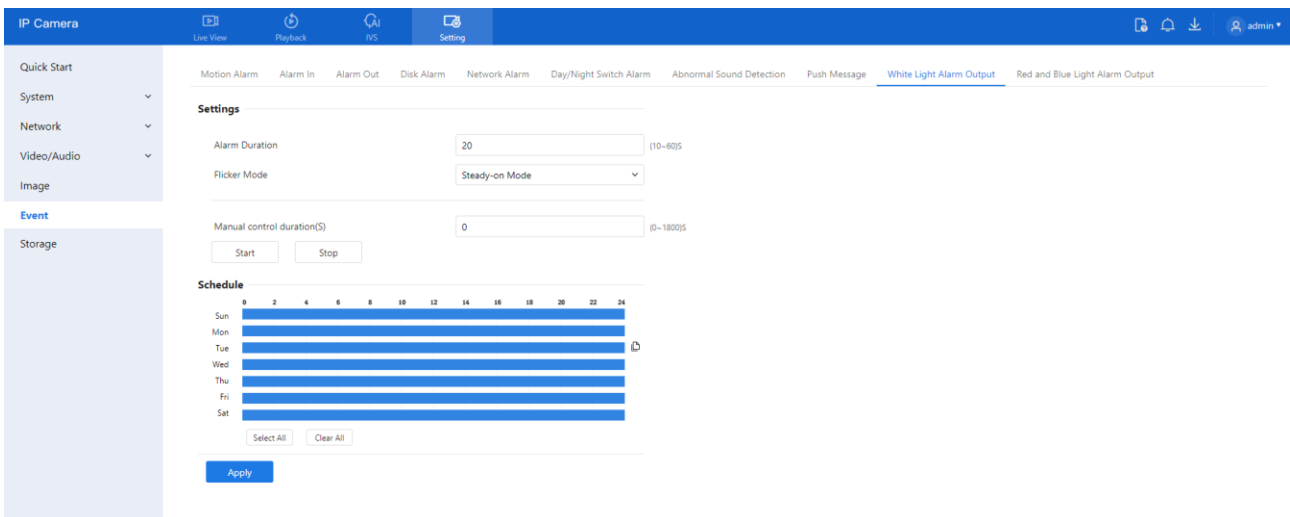 IP Camera Live View Playback IVS Setting admin
Quick Start
System
Network
Video/Audio
Image
Event
Storage
Motion Alarm Alarm In Alarm Out Disk Alarm Network Alarm Day/Night Switch Alarm Abnormal Sound Detection Push Message White Light Alarm Output Red and Blue Light Alarm Output
Settings
Alarm Duration 20 (10~60)S
Flicker Mode Steady-on Mode
Manual control duration(S) 0 (0~1800)S
Start Stop
Schedule
0 2 4 6 8 10 12 14 16 18 20 22 24
Sun
Mon
Tue
Wed
Thu
Fri
Sat
Select All Clear All
Apply